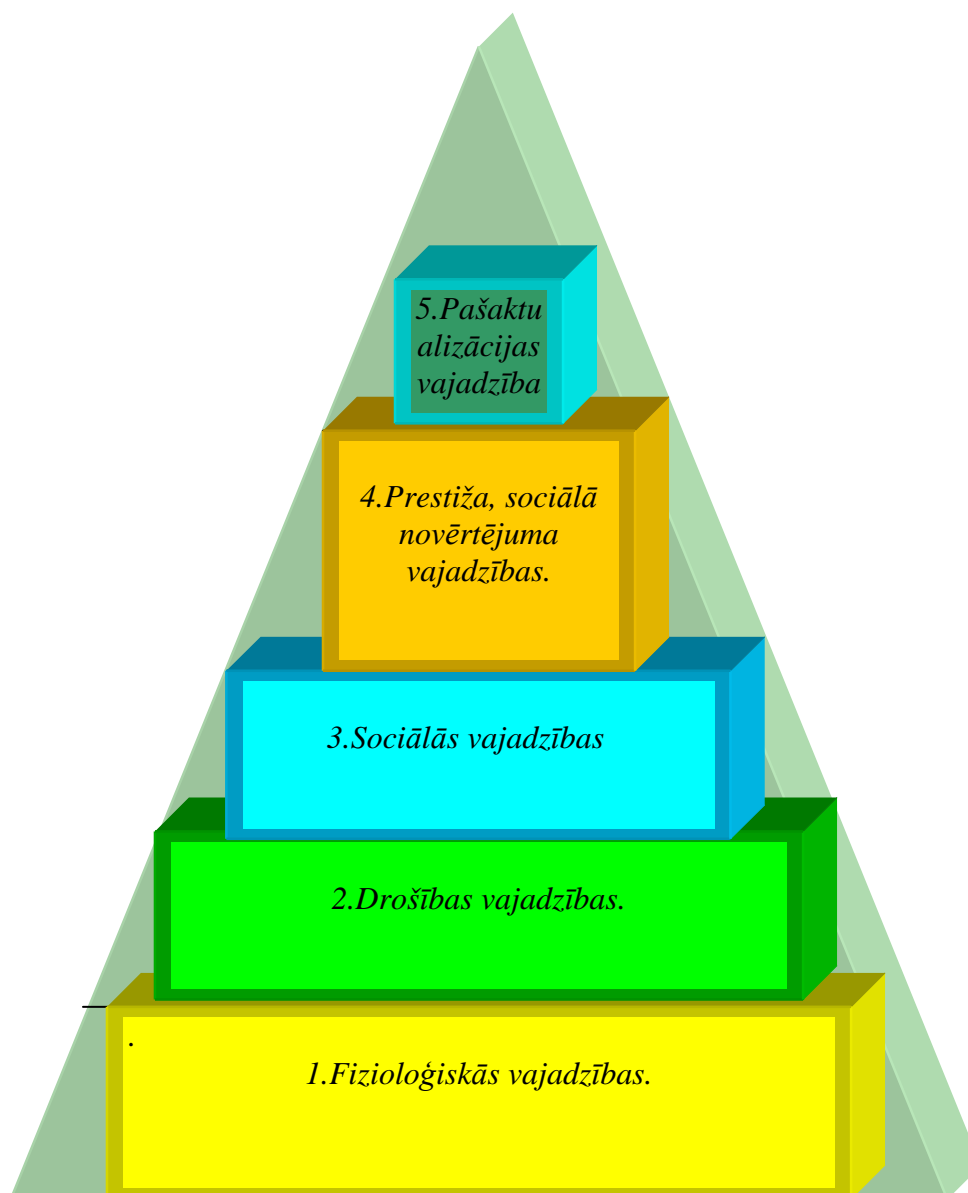 5.Pašaktu
alizācijas
vajadzība
4.Prestiža, sociālā
novērtējuma
vajadzības.
3.Sociālās vajadzības
2.Drošības vajadzības.
.
1.Fizioloģiskās vajadzības.